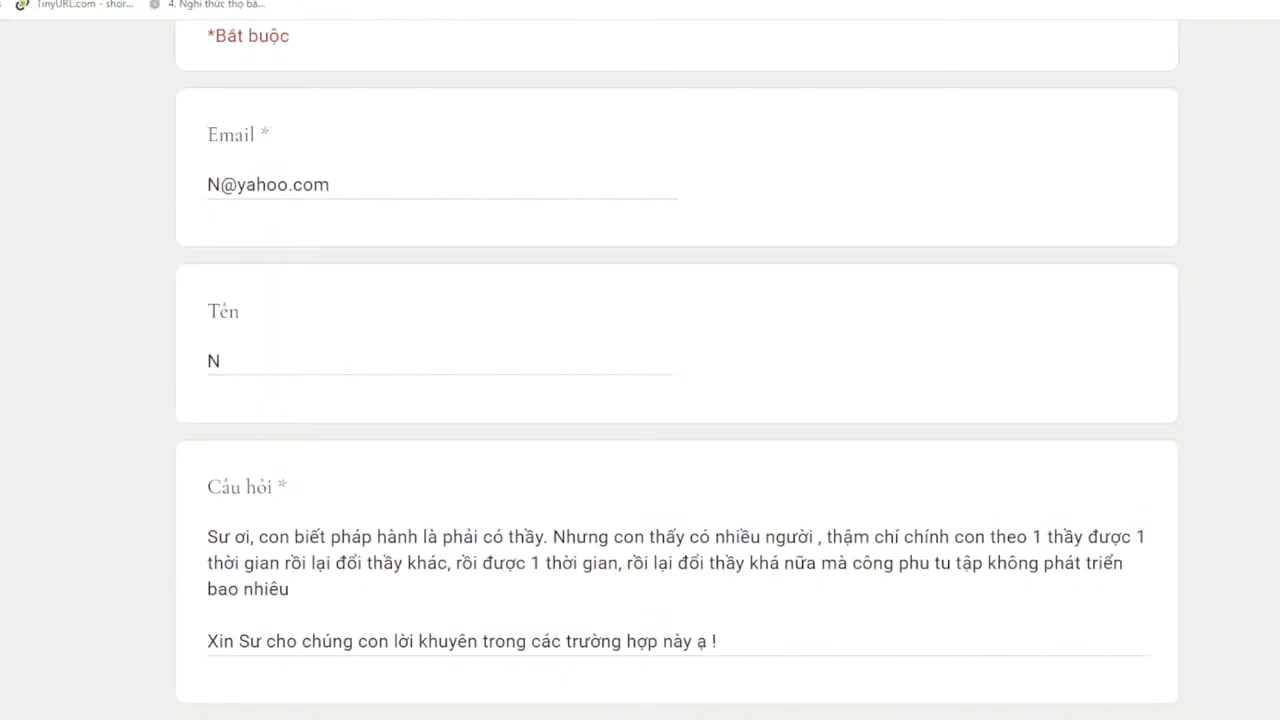 TinyURL.com - shor...
4. Nghi thức thọ bá...
*Bắt buộc
Email *
N@yahoo.com
Tên
N
Câu hỏi *
Sư ơi, con biết pháp hành là phải có thầy. Nhưng con thấy có nhiều người , thậm chí chính con theo 1 thầy được 1
thời gian rồi lại đổi thầy khác, rồi được 1 thời gian, rồi lại đổi thầy khá nữa mà công phu tu tập không phát triển
bao nhiêu
Xin Sư cho chúng con lời khuyên trong các trường hợp này ạ !